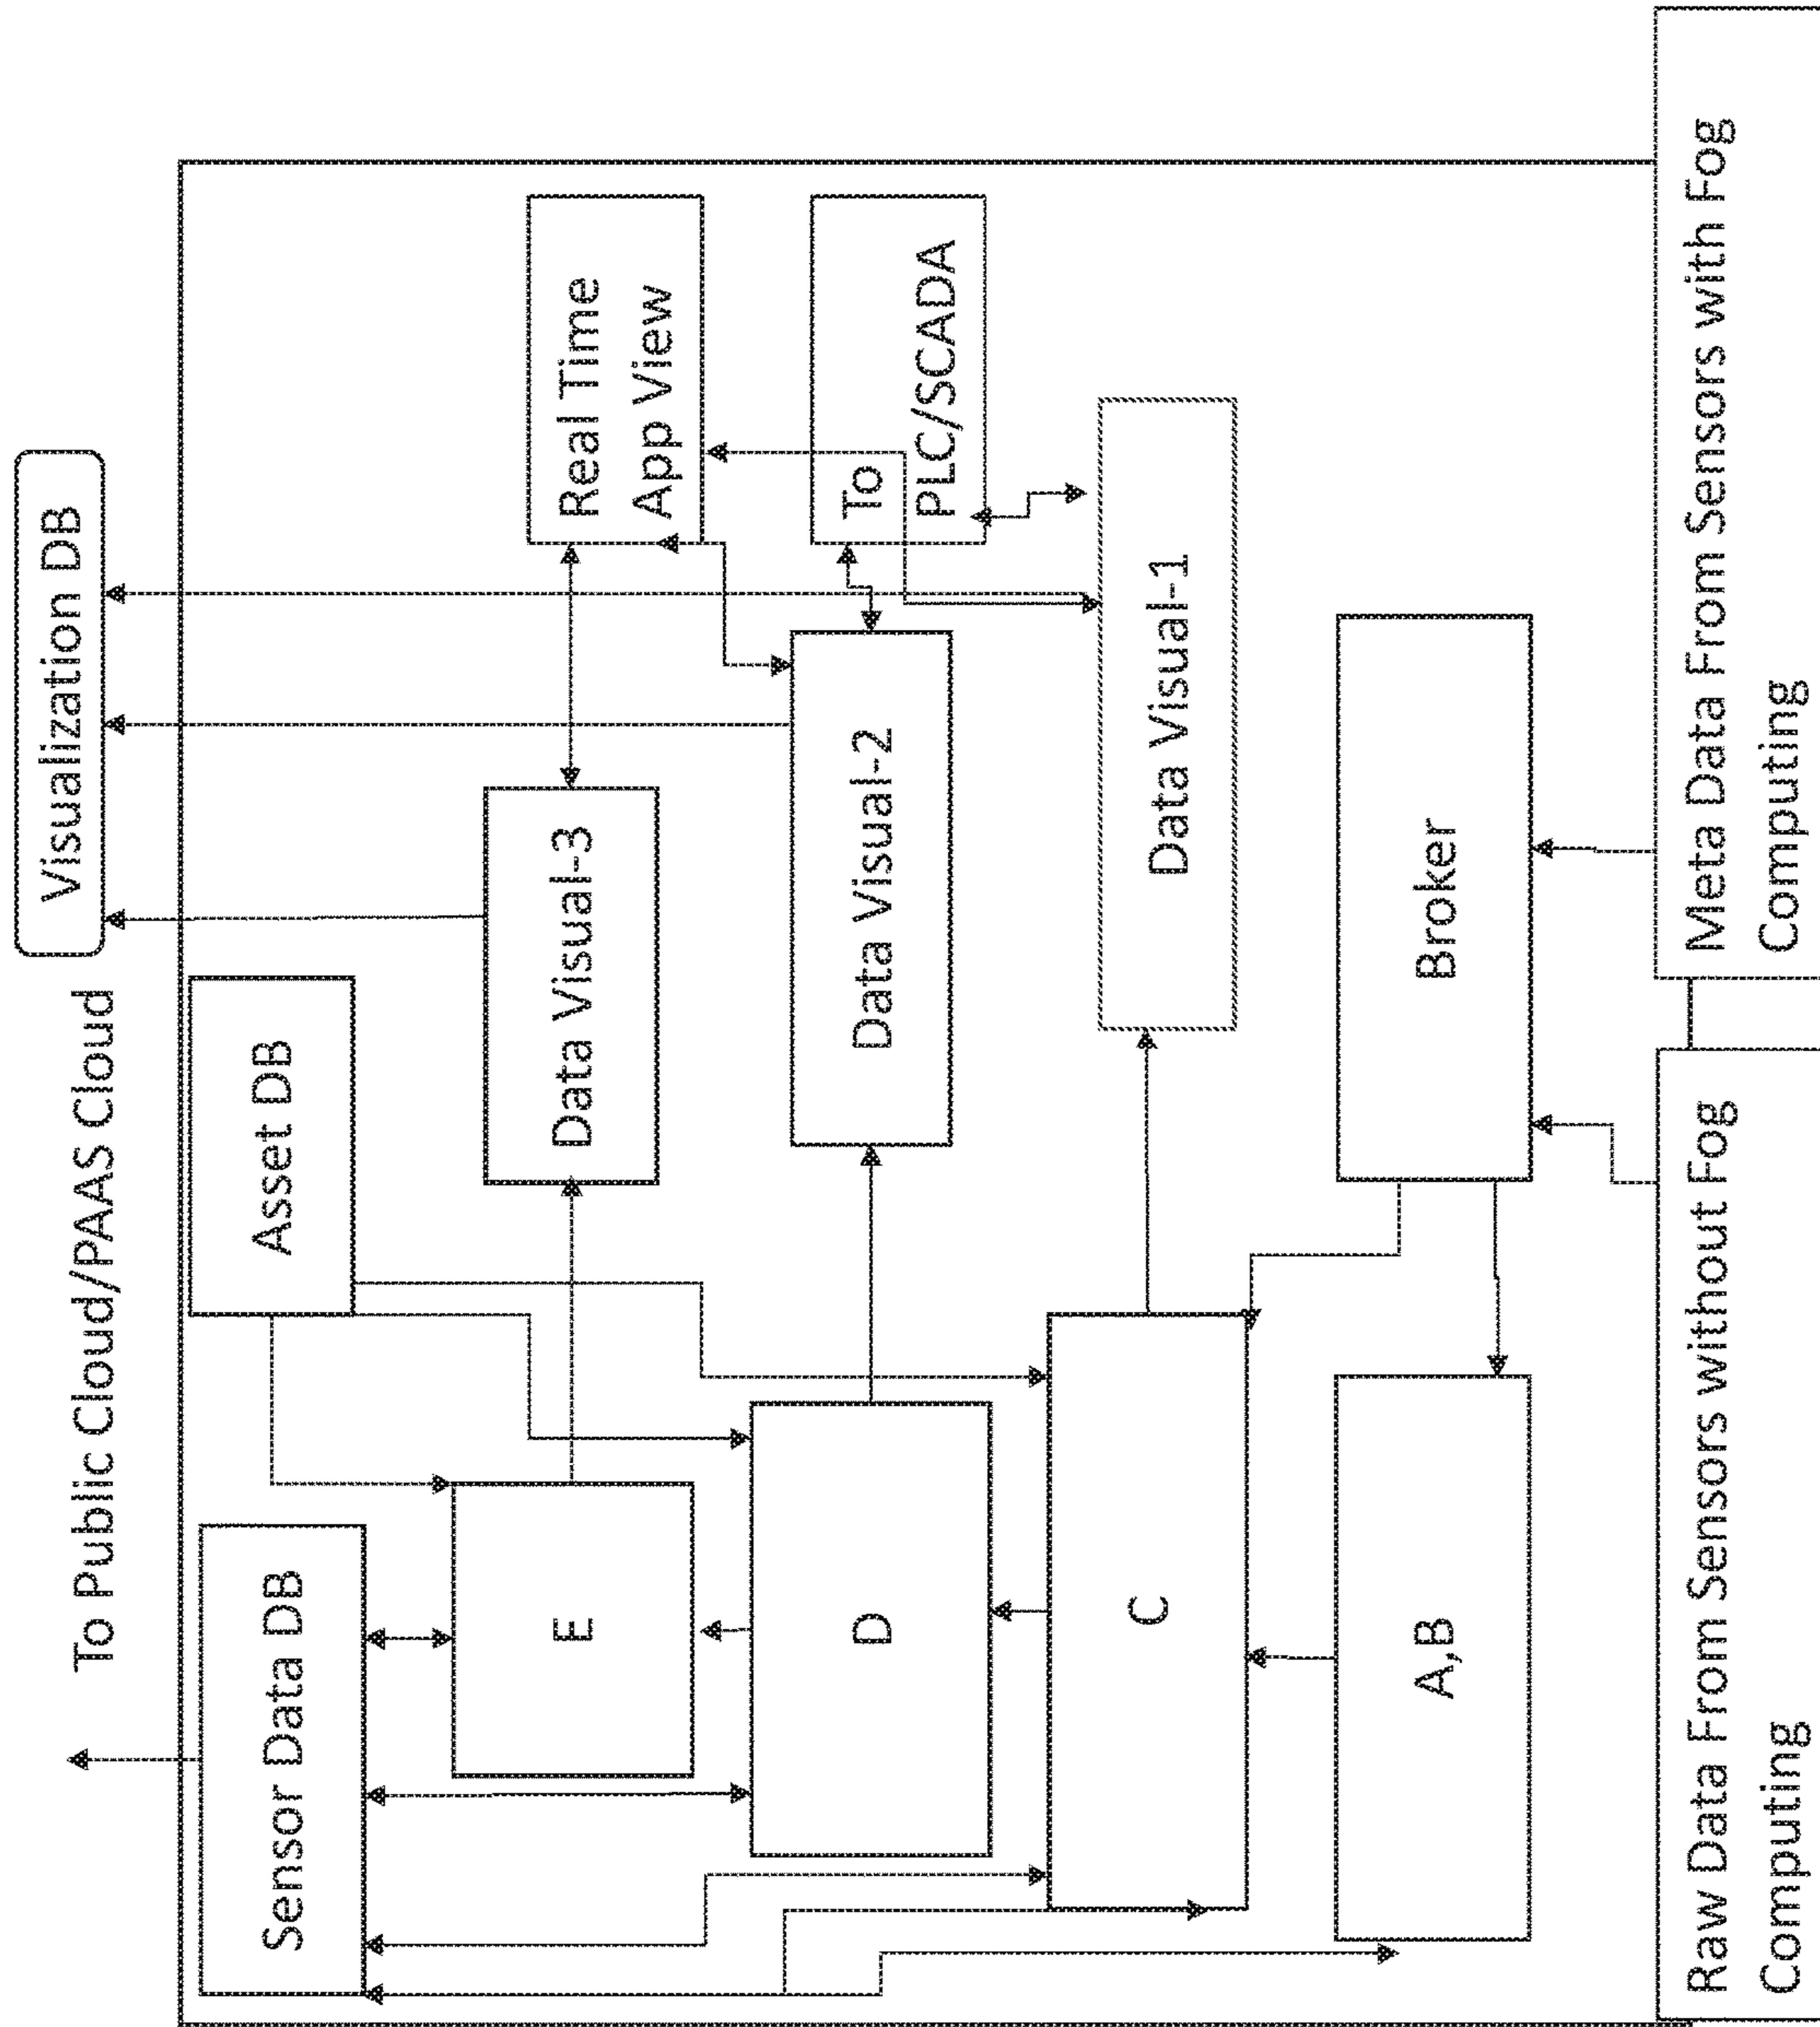 To Public Cloud/PAAS Cloud
Visualization DB
Sensor Data DB
Asset DB
E
Data Visual-3
Real Time
App View
D
Data Visual-2
To
PLC/SCADA
C
Data Visual-1
A,B
Broker
Raw Data From Sensors without Fog
Computing
Meta Data From Sensors with Fog
Computing